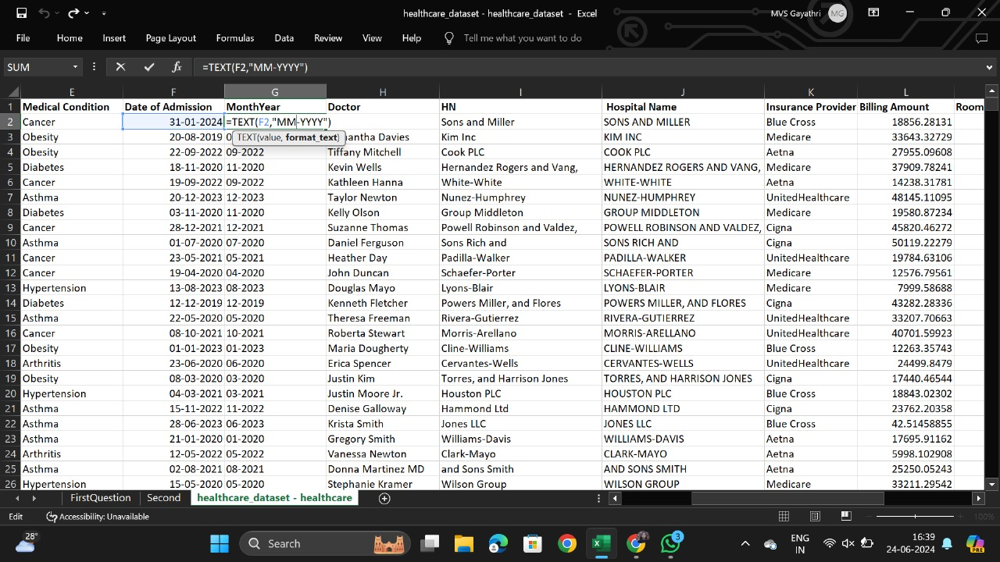 healthcare_dataset - healthcare_dataset - Excel
MVS Gayathri MG
File Home Insert Page Layout Formulas Data Review View Help Tell me what you want to do
SUM fx =TEXT(F2,"MM-YYYY")
E F G H I J K L
1 Medical Condition Date of Admission MonthYear Doctor HN Hospital Name Insurance Provider Billing Amount Room
2 Cancer 31-01-2024 =TEXT(F2,"MM-YYYY") Sons and Miller SONS AND MILLER Blue Cross 18856.28131
TEXT(value, format_text)
3 Obesity 20-08-2019 0 antha Davies Kim Inc KIM INC Medicare 33643.32729
4 Obesity 22-09-2022 09-2022 Tiffany Mitchell Cook PLC COOK PLC Aetna 27955.09608
5 Diabetes 18-11-2020 11-2020 Kevin Wells Hernandez Rogers and Vang, HERNANDEZ ROGERS AND VANG, Medicare 37909.78241
6 Cancer 19-09-2022 09-2022 Kathleen Hanna White-White WHITE-WHITE Aetna 14238.31781
7 Asthma 20-12-2023 12-2023 Taylor Newton Nunez-Humphrey NUNEZ-HUMPHREY UnitedHealthcare 48145.11095
8 Diabetes 03-11-2020 11-2020 Kelly Olson Group Middleton GROUP MIDDLETON Medicare 19580.87234
9 Cancer 28-12-2021 12-2021 Suzanne Thomas Powell Robinson and Valdez, POWELL ROBINSON AND VALDEZ, Cigna 45820.46272
10 Asthma 01-07-2020 07-2020 Daniel Ferguson Sons Rich and SONS RICH AND Cigna 50119.22279
11 Cancer 23-05-2021 05-2021 Heather Day Padilla-Walker PADILLA-WALKER UnitedHealthcare 19784.63106
12 Cancer 19-04-2020 04-2020 John Duncan Schaefer-Porter SCHAEFER-PORTER Medicare 12576.79561
13 Hypertension 13-08-2023 08-2023 Douglas Mayo Lyons-Blair LYONS-BLAIR Medicare 7999.58688
14 Diabetes 12-12-2019 12-2019 Kenneth Fletcher Powers Miller, and Flores POWERS MILLER, AND FLORES Cigna 43282.28336
15 Asthma 22-05-2020 05-2020 Theresa Freeman Rivera-Gutierrez RIVERA-GUTIERREZ UnitedHealthcare 33207.70663
16 Cancer 08-10-2021 10-2021 Roberta Stewart Morris-Arellano MORRIS-ARELLANO UnitedHealthcare 40701.59923
17 Obesity 01-01-2023 01-2023 Maria Dougherty Cline-Williams CLINE-WILLIAMS Blue Cross 12263.35743
18 Arthritis 23-06-2020 06-2020 Erica Spencer Cervantes-Wells CERVANTES-WELLS UnitedHealthcare 24499.8479
19 Obesity 08-03-2020 03-2020 Justin Kim Torres, and Harrison Jones TORRES, AND HARRISON JONES Cigna 17440.46544
20 Hypertension 04-03-2021 03-2021 Justin Moore Jr. Houston PLC HOUSTON PLC Blue Cross 18843.02302
21 Asthma 15-11-2022 11-2022 Denise Galloway Hammond Ltd HAMMOND LTD Cigna 23762.20358
22 Asthma 28-06-2023 06-2023 Krista Smith Jones LLC JONES LLC Blue Cross 42.51458855
23 Asthma 21-01-2020 01-2020 Gregory Smith Williams-Davis WILLIAMS-DAVIS Aetna 17695.91162
24 Arthritis 12-05-2022 05-2022 Vanessa Newton Clark-Mayo CLARK-MAYO Aetna 5998.102908
25 Asthma 02-08-2021 08-2021 Donna Martinez MD and Sons Smith AND SONS SMITH Aetna 25250.05243
26 Hypertension 15-05-2020 05-2020 Stephanie Kramer Wilson Group WILSON GROUP Medicare 33211.29542
FirstQuestion Second healthcare_dataset - healthcare
Edit Accessibility: Unavailable 100%
28° Search 3 ENG IN 16:39 24-06-2024 PRE